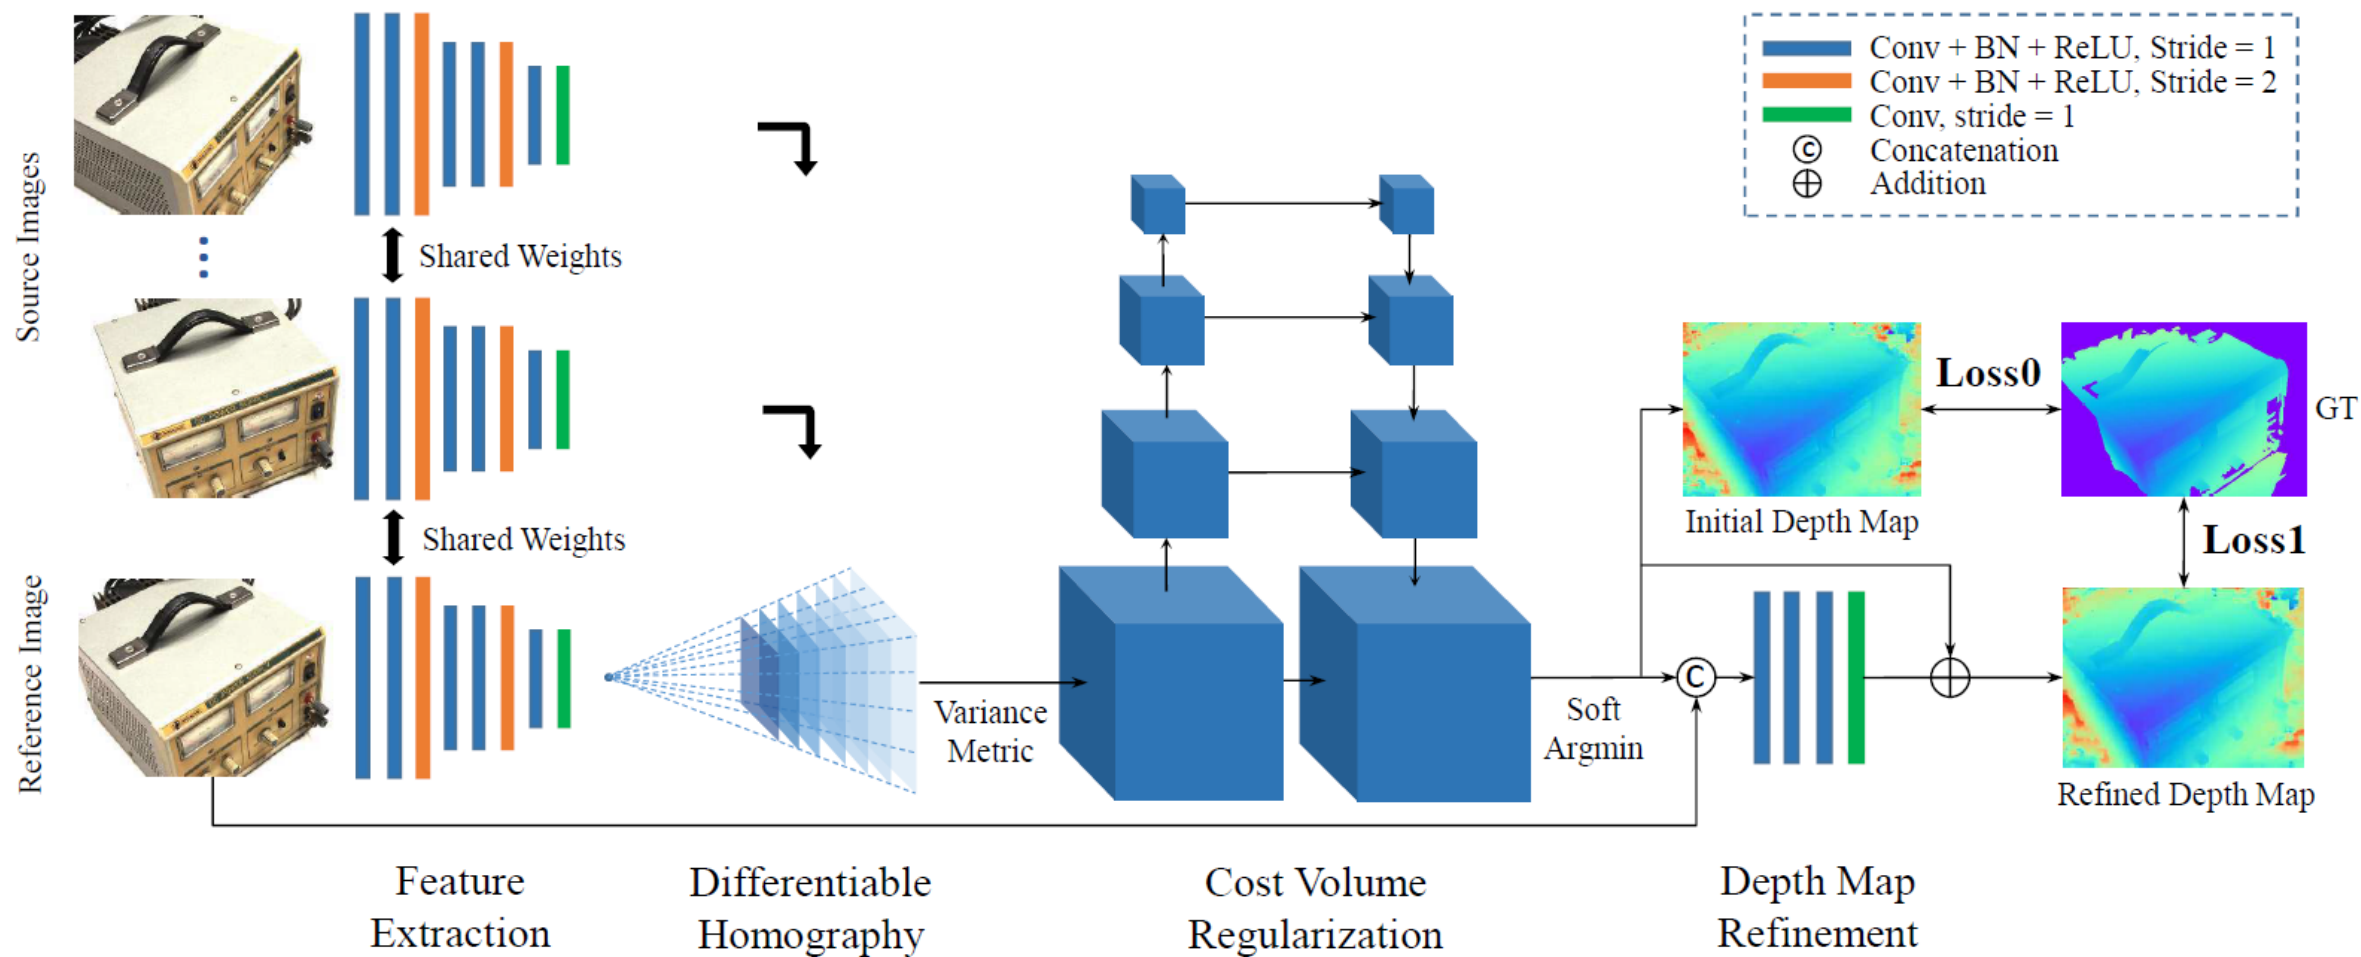 Conv + BN + ReLU, Stride = 1
Conv + BN + ReLU, Stride = 2
Conv, stride = 1
C
Concatenation
Addition
Source Images
Shared Weights
Shared Weights
Reference Image
Variance
Metric
Soft
Argmin
C
Initial Depth Map
Loss0
GT
Loss1
Refined Depth Map
Feature
Extraction
Differentiable
Homography
Cost Volume
Regularization
Depth Map
Refinement